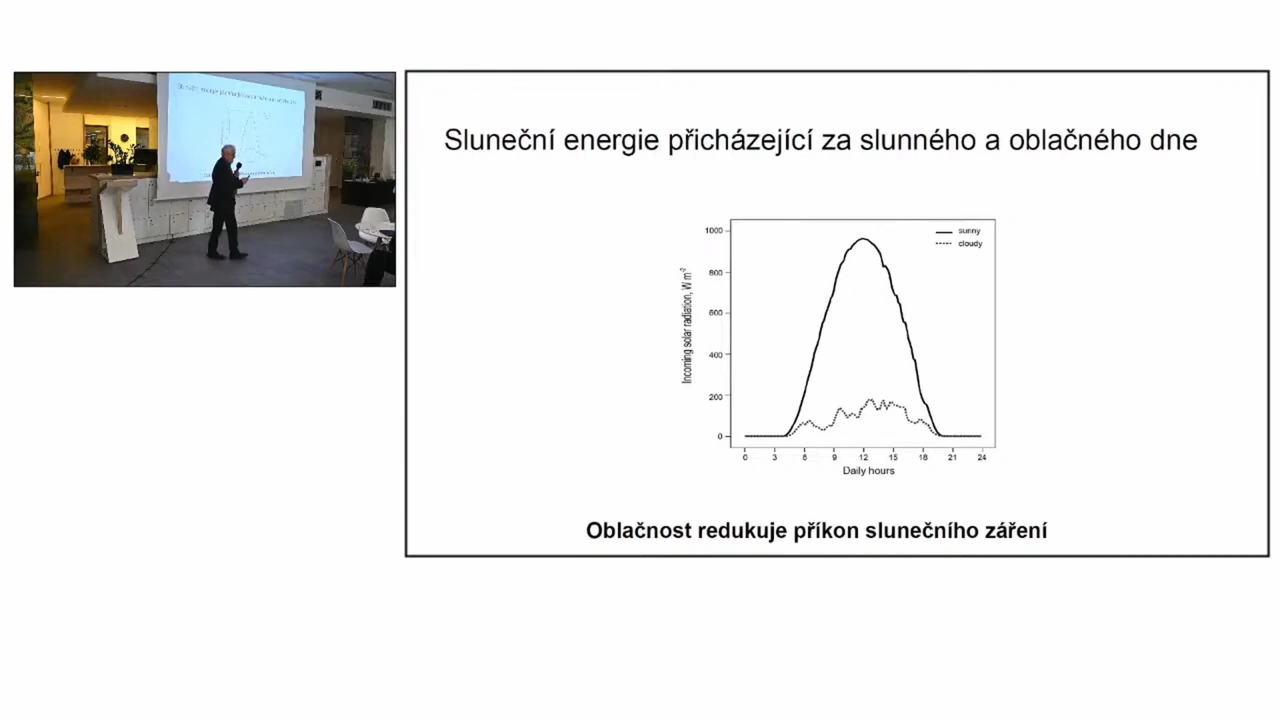 Sluneční energie přicházející za slunného a oblačného dne
sunny
cloudy
Incoming solar radiation, W m-2
1000
800
600
400
200
0
0 3 6 9 12 15 18 21 24
Daily hours
Oblačnost redukuje příkon slunečního záření